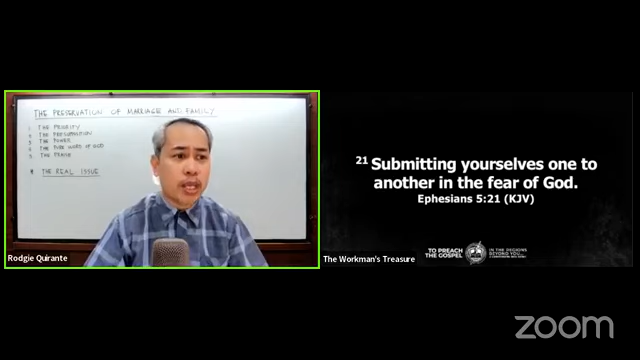 THE PRESERVATION OF MARRIAGE AND FAMILY
1 THE PRIORITY
2 THE PRESUPPOSITION
3 THE POWER
4 THE PURE WORD OF GOD
5 THE PRAISE
* THE REAL ISSUE
Rodgie Quirante
21 Submitting yourselves one to
another in the fear of God.
Ephesians 5:21 (KJV)
TO PREACH
THE GOSPEL
IN THE REGIONS
BEYOND YOU...
The Workman's Treasure
zoom